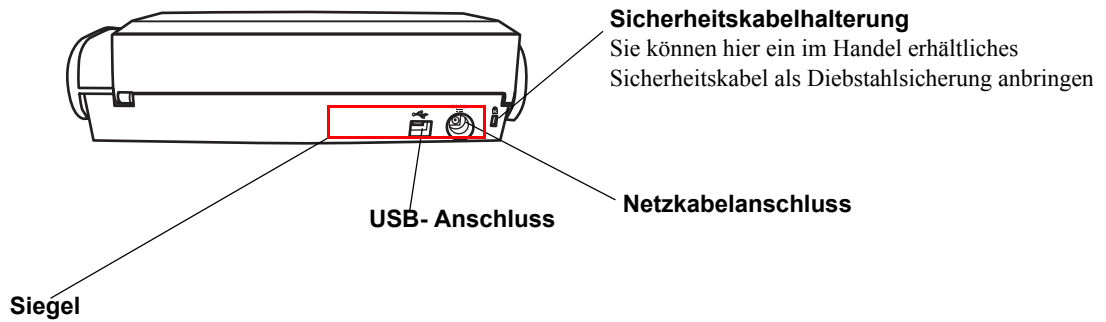 Sicherheitskabelhalterung
Sie können hier ein im Handel erhältliches
Sicherheitskabel als Diebstahlsicherung anbringen
Netzkabelanschluss
USB- Anschluss
Siegel